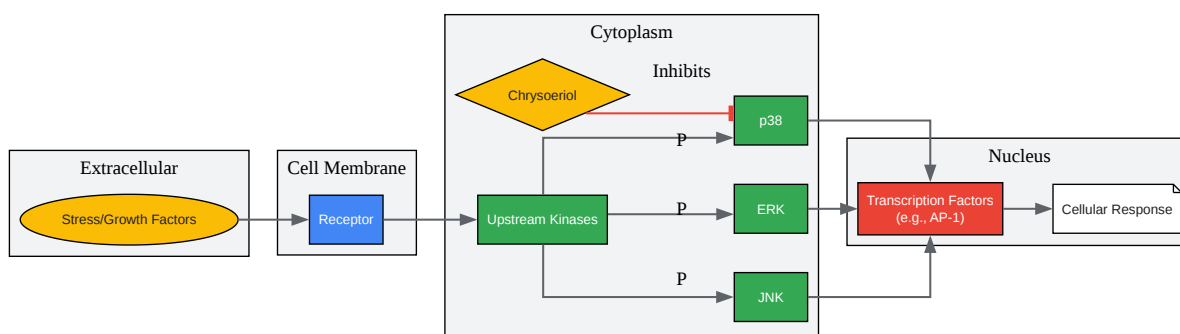 Cytoplasm
Inhibits
Chrysoeriol
p38
P
Extracellular
Cell Membrane
Nucleus
Stress/Growth Factors
Receptor
Upstream Kinases
P
ERK
Transcription Factors
(e.g., AP-1)
Cellular Response
P
JNK